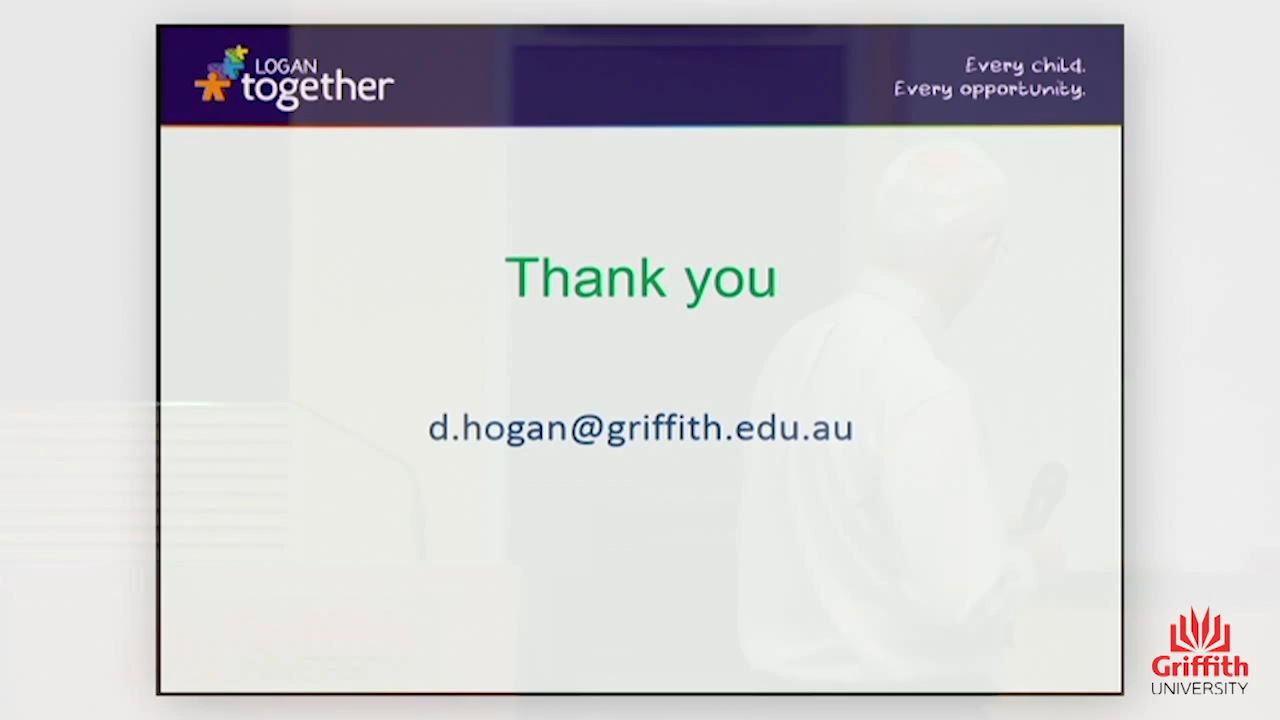 LOGAN
together
Every child.
Every opportunity.
Thank you
d.hogan@griffith.edu.au
Griffith
UNIVERSITY